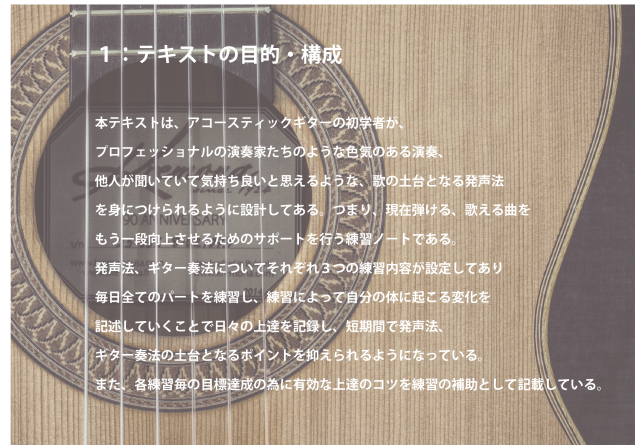 １：テキストの目的・構成
本テキストは、アコースティックギターの初学者が、
プロフェッショナルの演奏家たちのような色気のある演奏、
他人が聞いていて気持ち良いと思えるような、歌の土台となる発声法
を身につけられるように設計してある。つまり、現在弾ける、歌える曲を
もう一段向上させるためのサポートを行う練習ノートである。
発声法、ギター奏法についてそれぞれ３つの練習内容が設定してあり
毎日全てのパートを練習し、練習によって自分の体に起こる変化を
記述していくことで日々の上達を記録し、短期間で発声法、
ギター奏法の土台となるポイントを抑えられるようになっている。
また、各練習毎の目標達成の為に有効な上達のコツを練習の補助として記載している。
90 ANNIVERSARY